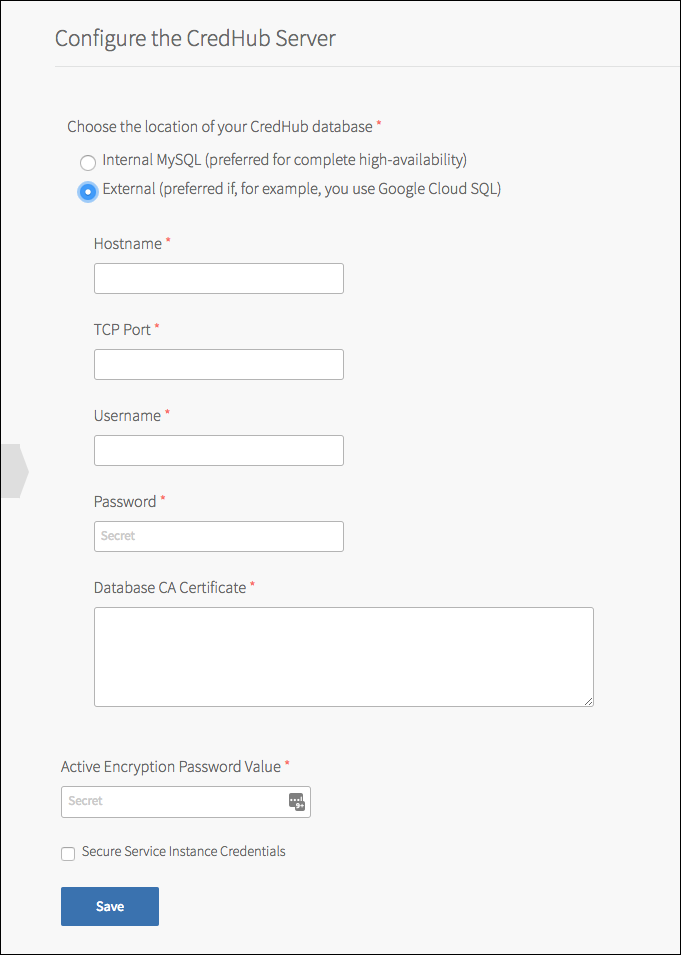 Configure the CredHub Server
Choose the location of your CredHub database *
Internal MySQL (preferred for complete high-availability)
External (preferred if, for example, you use Google Cloud SQL)
Hostname *
TCP Port *
Username *
Password *
Secret
Database CA Certificate *
Active Encryption Password Value *
Secret
9+
Secure Service Instance Credentials
Save